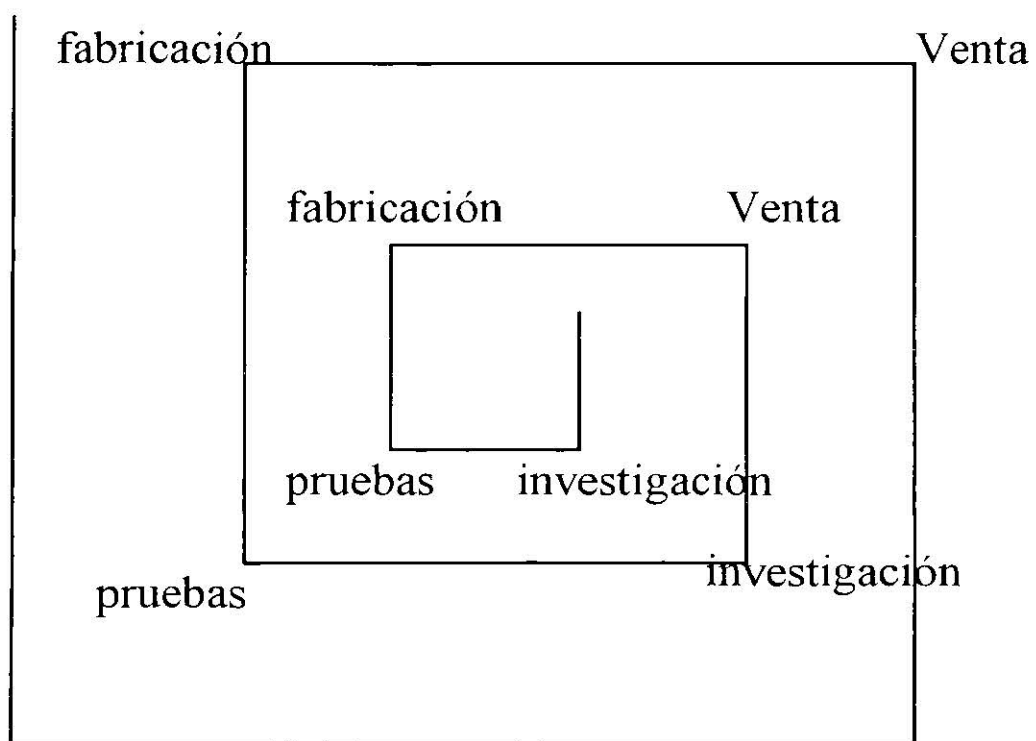 fabricación Venta
fabricación Venta
pruebas investigación
investigación
pruebas